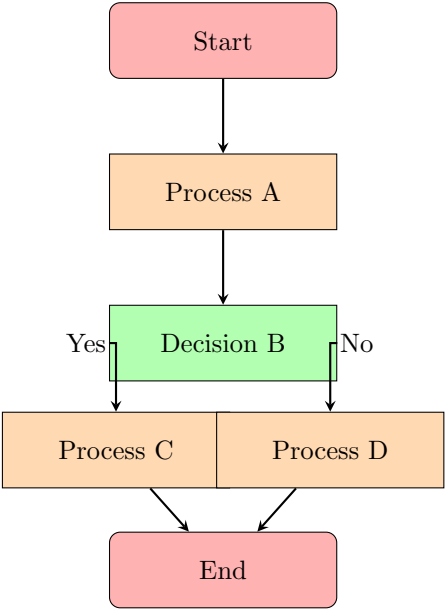 Start
Process A
Yes
Decision B
No
Process C
Process D
End